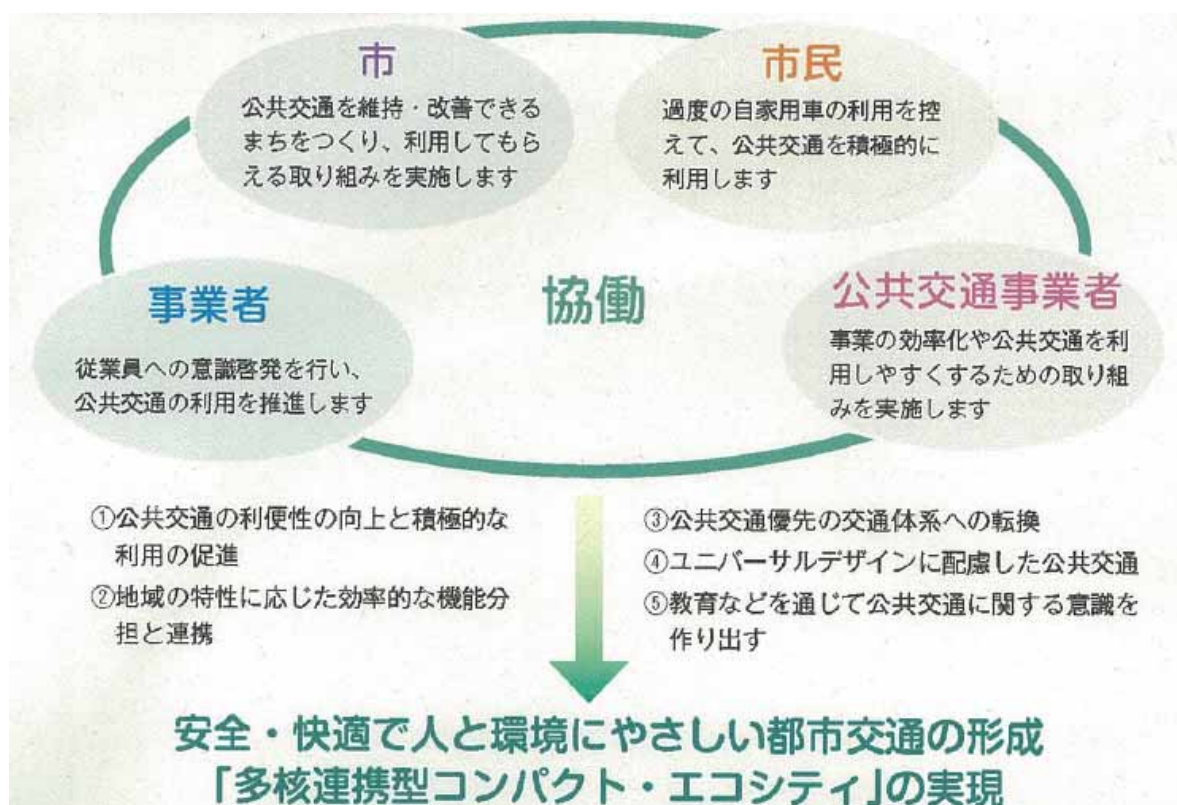 市
公共交通を維持・改善できる
まちをつくり、利用してもら
える取り組みを実施します
市民
過度の自家用車の利用を控
えて、公共交通を積極的に
利用します
事業者
従業員への意識啓発を行い、
公共交通の利用を推進します
協働
公共交通事業者
事業の効率化や公共交通を利
用しやすくするための取り組
みを実施します
①公共交通の利便性の向上と積極的な
利用の促進
②地域の特性に応じた効率的な機能分
担と連携
③公共交通優先の交通体系への転換
④ユニバーサルデザインに配慮した公共交通
⑤教育などを通じて公共交通に関する意識を
作り出す
安全・快適で人と環境にやさしい都市交通の形成
「多核連携型コンパクト・エコシティ」の実現